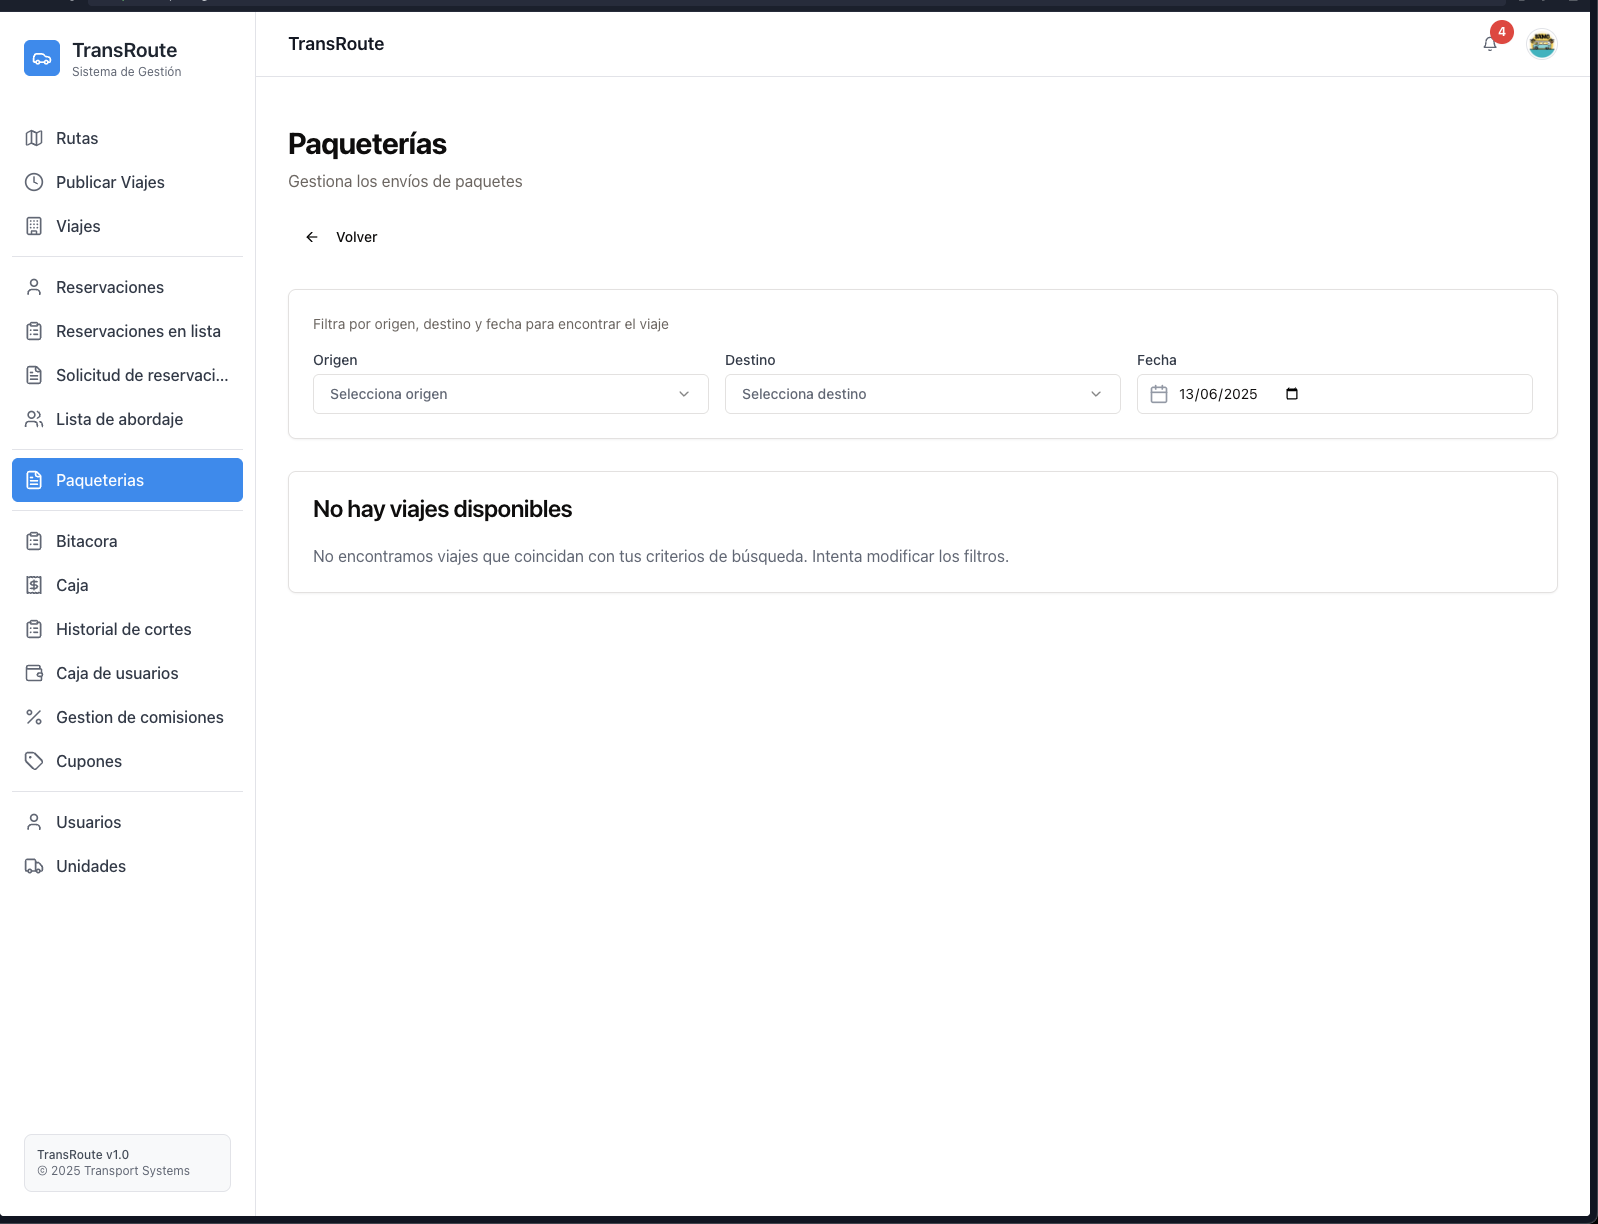 TransRoute
Sistema de Gestión
Rutas
Publicar Viajes
Viajes
Reservaciones
Reservaciones en lista
Solicitud de reservaci...
Lista de abordaje
Paqueterias
Bitacora
Caja
Historial de cortes
Caja de usuarios
Gestion de comisiones
Cupones
Usuarios
Unidades
TransRoute v1.0
© 2025 Transport Systems
TransRoute
4
Paqueterías
Gestiona los envíos de paquetes
Volver
Filtra por origen, destino y fecha para encontrar el viaje
Origen
Selecciona origen
Destino
Selecciona destino
Fecha
13/06/2025
No hay viajes disponibles
No encontramos viajes que coincidan con tus criterios de búsqueda. Intenta modificar los filtros.